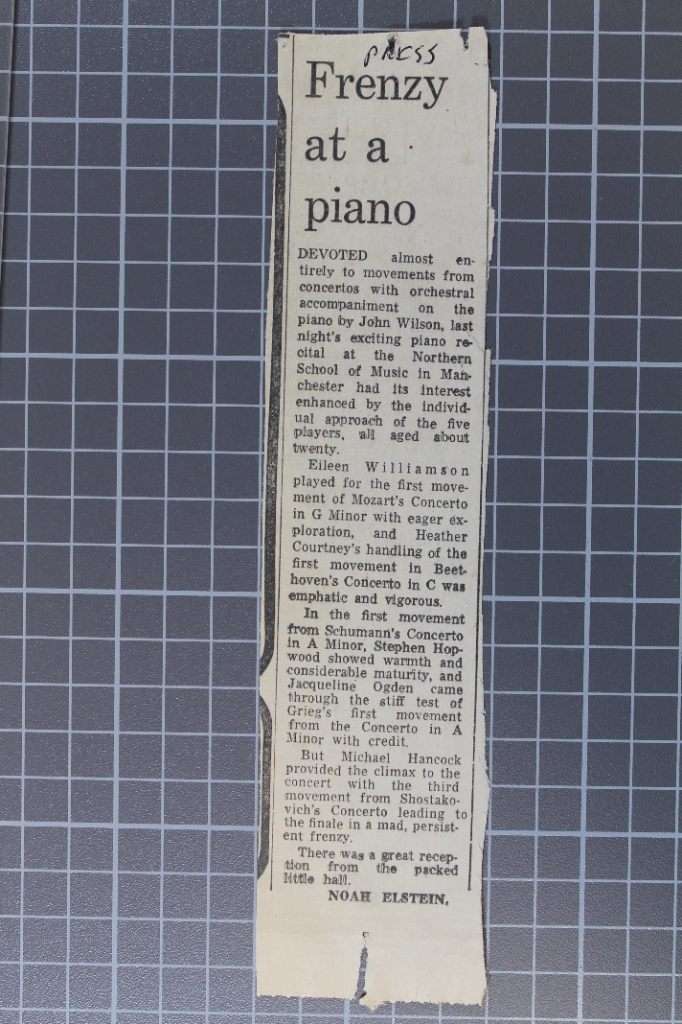 PRESS
Frenzy
at a
piano
DEVOTED almost en-
tirely to movements from
concertos with orchestral
accompaniment on the
piano by John Wilson, last
night's exciting piano re-
cital at the Northern
School of Music in Man-
chester had its interest
enhanced by the individ-
ual approach of the five
players, all aged about
twenty.
Eileen Williamson
played for the first move-
ment of Mozart's Concerto
in G Minor with eager ex-
ploration, and Heather
Courtney's handling of the
first movement in Beet-
hoven's Concerto in C was
emphatic and vigorous.
In the first movement
from Schumann's Concerto
in A Minor, Stephen Hop-
wood showed warmth and
considerable maturity, and
Jacqueline Ogden came
through the stiff test of
Grieg's first movement
from the Concerto in A
Minor with credit.
But Michael Hancock
provided the climax to the
concert with the third
movement from Shostako-
vich's Concerto leading to
the finale in a mad, persist-
ent frenzy.
There was a great recep-
tion from the packed
little hall.
NOAH ELSTEIN.